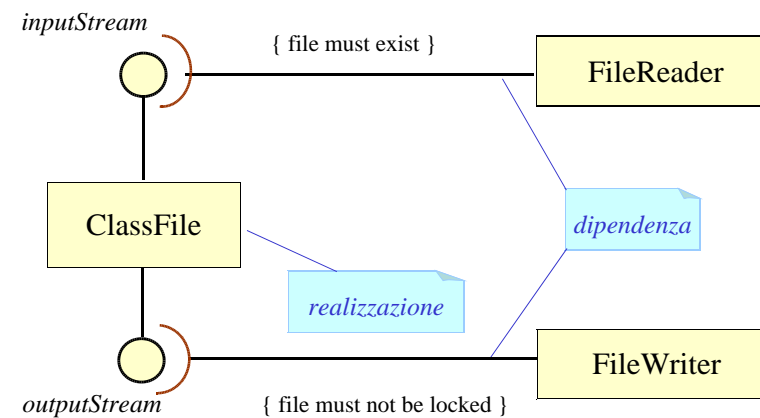 inputStream
{ file must exist }
FileReader
ClassFile
dipendenza
realizzazione
FileWriter
outputStream
{ file must not be locked }